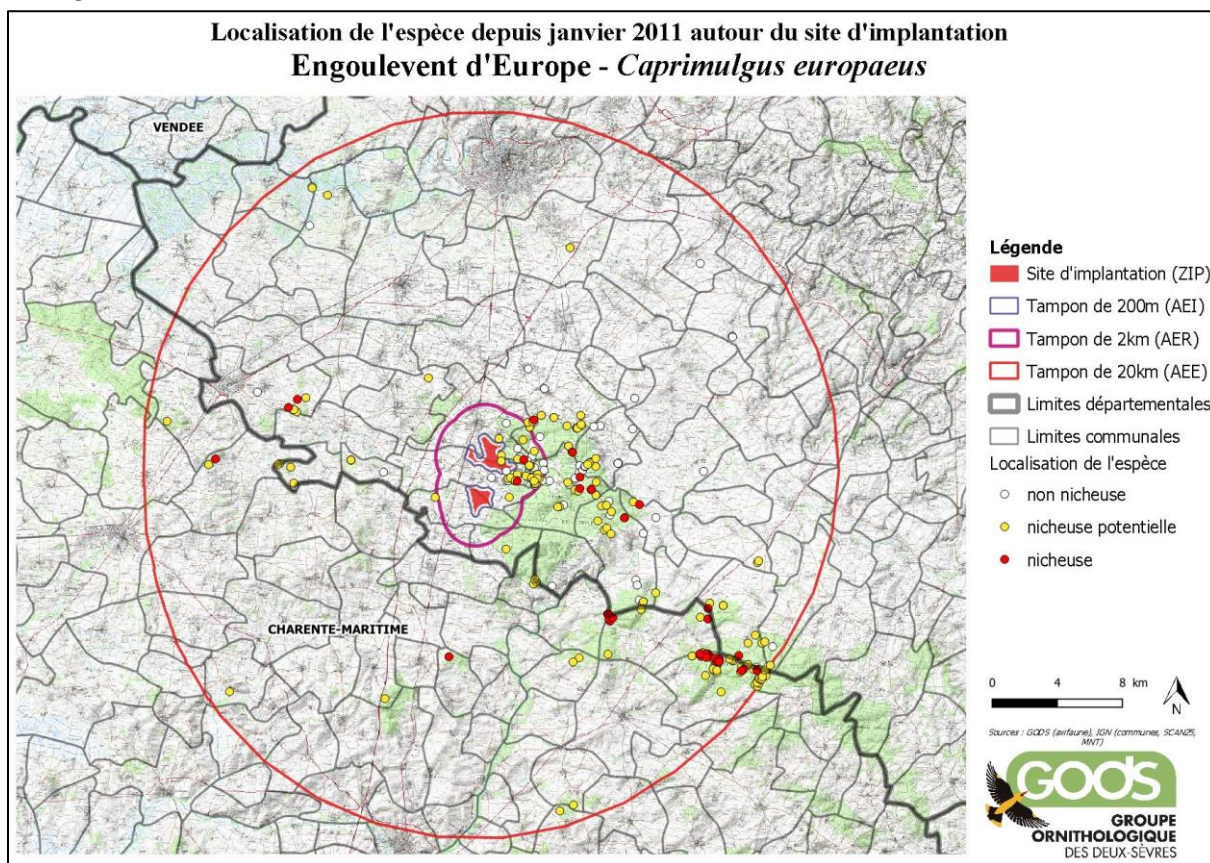 Localisation de l'espèce depuis janvier 2011 autour du site d'implantation
Engoulevent d'Europe - Caprimulgus europaeus
VENDEE
CHARENTE-MARITIME
Légende
Site d'implantation (ZIP)
Tampon de 200m (AEI)
Tampon de 2km (AER)
Tampon de 20km (AEE)
Limites départementales
Limites communales
Localisation de l'espèce
non nicheuse
nicheuse potentielle
nicheuse
0 4 8 km
N
Sources : GODS (avifaune), IGN (communes, SCAN25,
MNT)
GODS
GROUPE
ORNITHOLOGIQUE
DES DEUX-SÈVRES